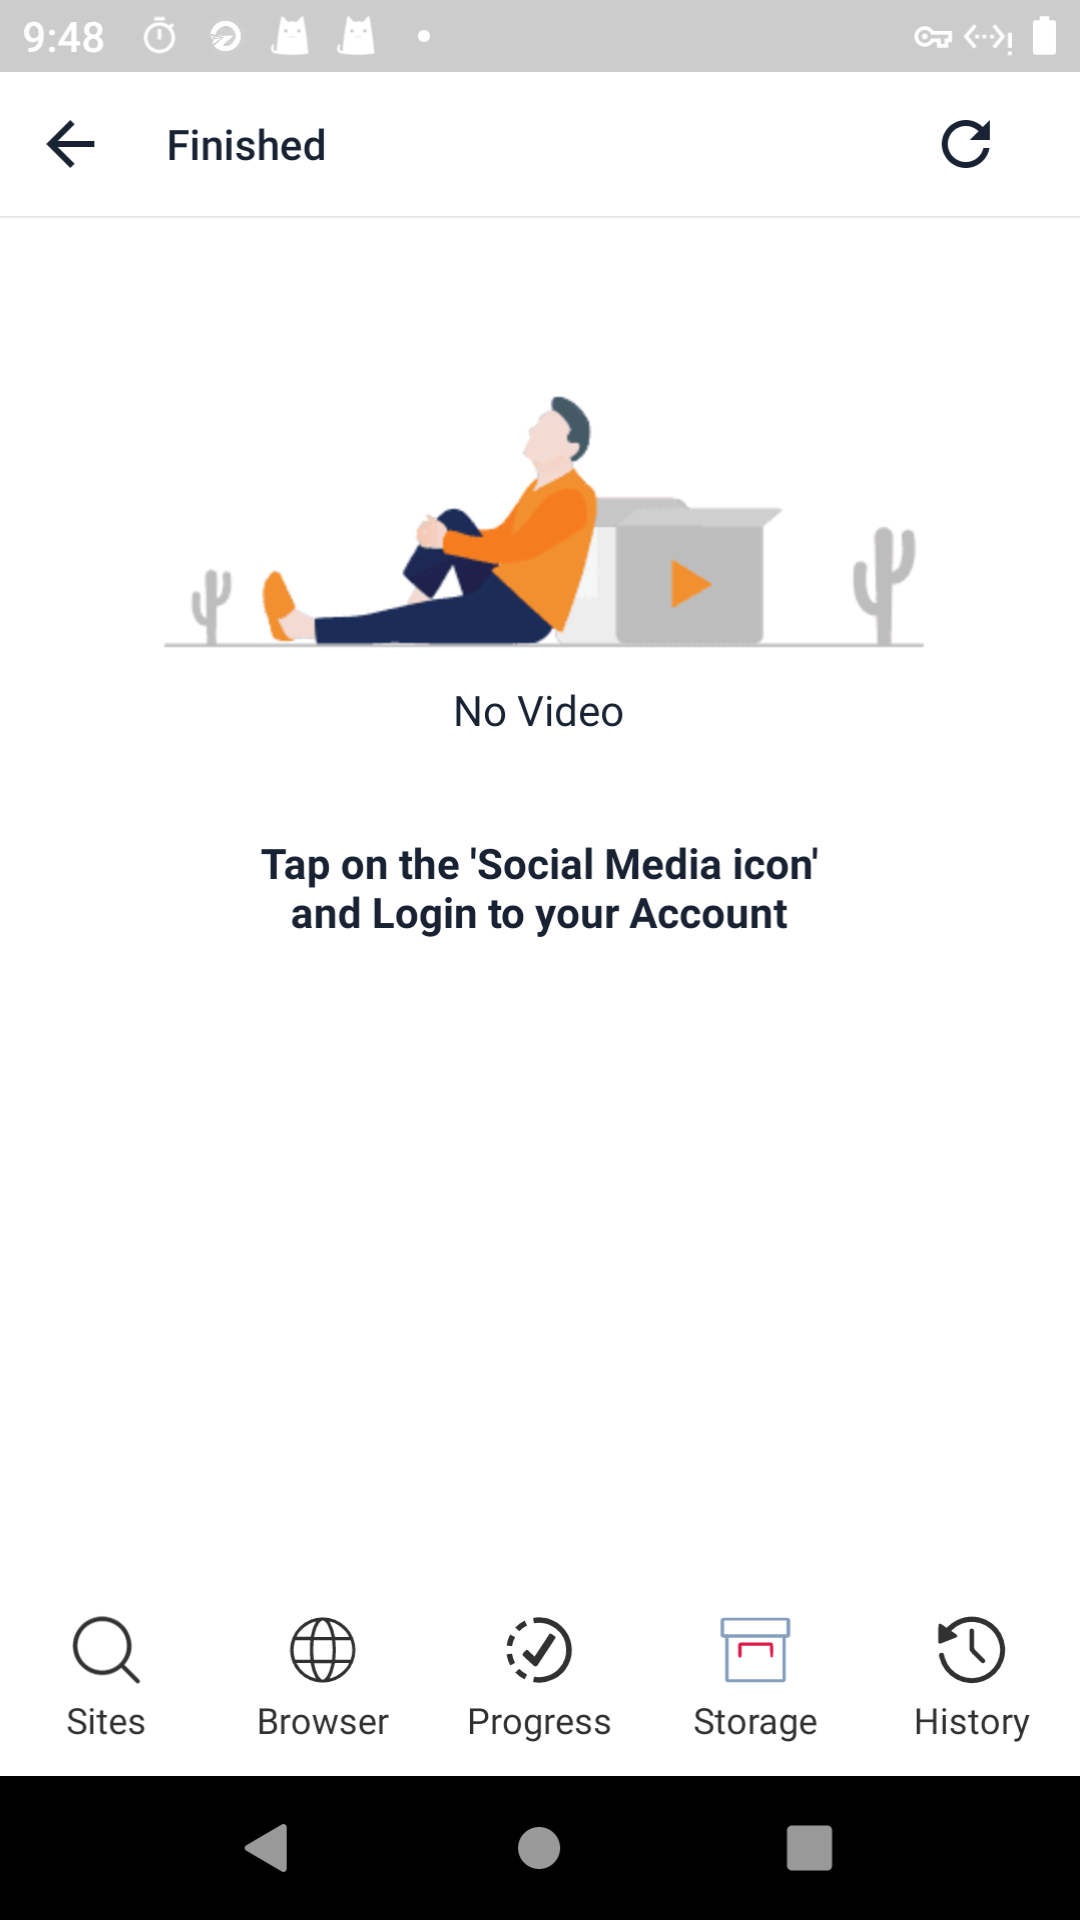 9:48
Finished
No Video
Tap on the 'Social Media icon'
and Login to your Account
Sites
Browser
Progress
Storage
History